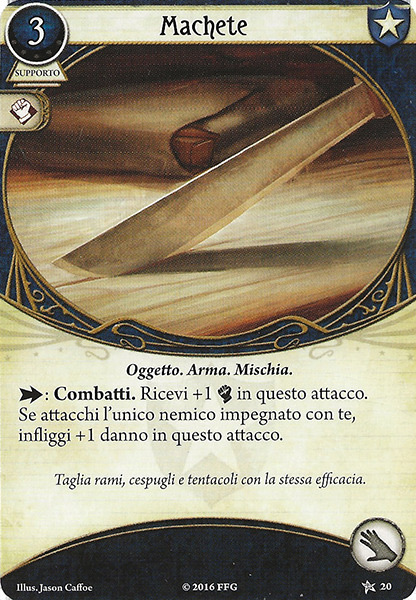 Machete
3
SUPPORTO
Oggetto. Arma. Mischia.
: Combatti. Ricevi +1 in questo attacco.
Se attacchi l'unico nemico impegnato con te,
infliggi +1 danno in questo attacco.
Taglia rami, cespugli e tentacoli con la stessa efficacia.
Illus. Jason Caffoe
© 2016 FFG
20